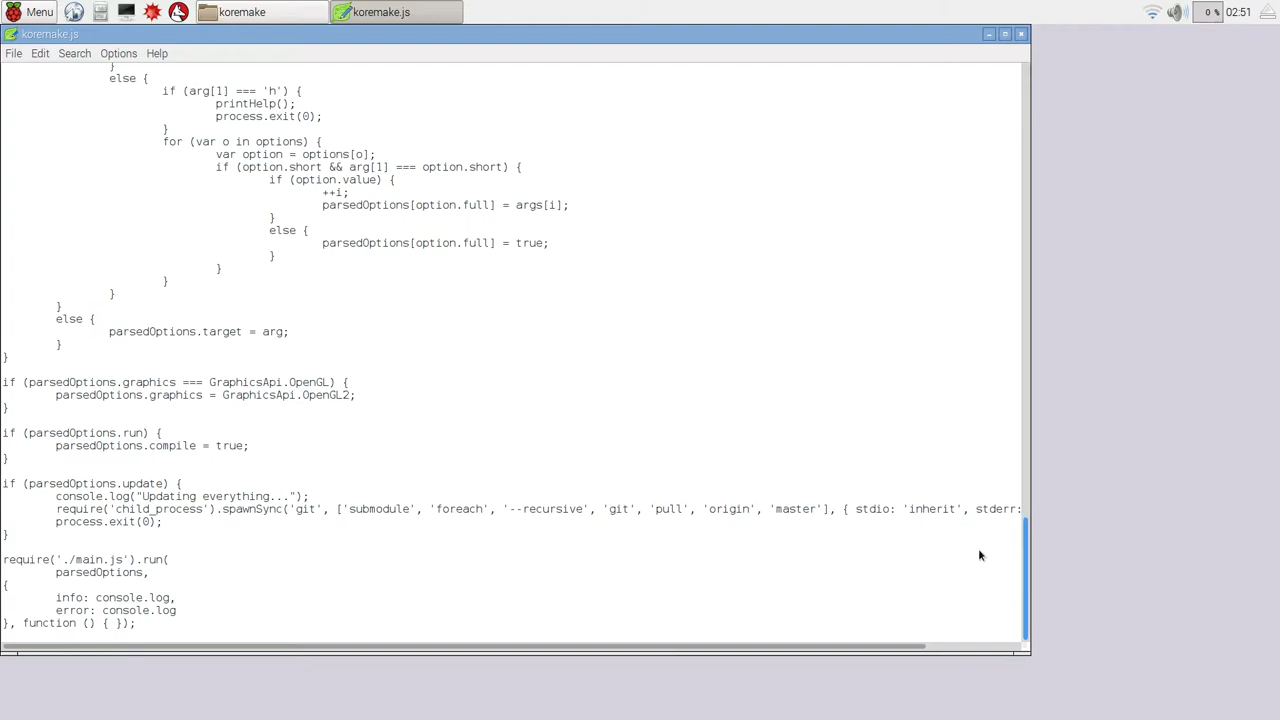 Menu
koremake
koremake.js
0 %
02:51
koremake.js
File Edit Search Options Help
}
else {
if (arg[1] === 'h') {
printHelp();
process.exit(0);
}
for (var o in options) {
var option = options[o];
if (option.short && arg[1] === option.short) {
if (option.value) {
++i;
parsedOptions[option.full] = args[i];
}
else {
parsedOptions[option.full] = true;
}
}
}
}
}
else {
parsedOptions.target = arg;
}
}
if (parsedOptions.graphics === GraphicsApi.OpenGL) {
parsedOptions.graphics = GraphicsApi.OpenGL2;
}
if (parsedOptions.run) {
parsedOptions.compile = true;
}
if (parsedOptions.update) {
console.log("Updating everything...");
require('child_process').spawnSync('git', ['submodule', 'foreach', '--recursive', 'git', 'pull', 'origin', 'master'], { stdio: 'inherit', stderr:
process.exit(0);
}
require('./main.js').run(
parsedOptions,
{
info: console.log,
error: console.log
}, function () { });